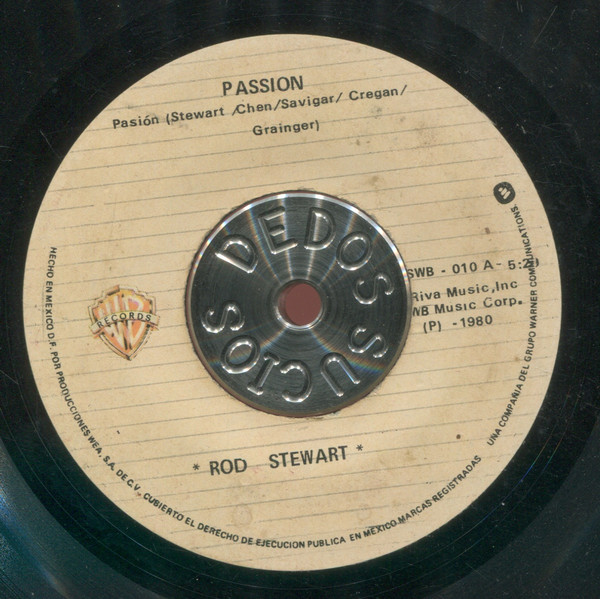 PASSION
Pasión (Stewart /Chen/Savigar/ Cregan/
Grainger)
DEDOS SUCIOS
SWB - 010 A - 5:29
Riva Music, Inc
WB Music Corp.
(P) - 1980
WB
RECORDS
* ROD STEWART *
HECHO EN MEXICO D.F. POR PRODUCCIONES WEA, S.A. DE C.V. - CUBIERTO EL DERECHO DE EJECUCION PUBLICA EN MEXICO MARCAS REGISTRADAS
UNA COMPAÑIA DEL GRUPO WARNER COMMUNICATIONS.